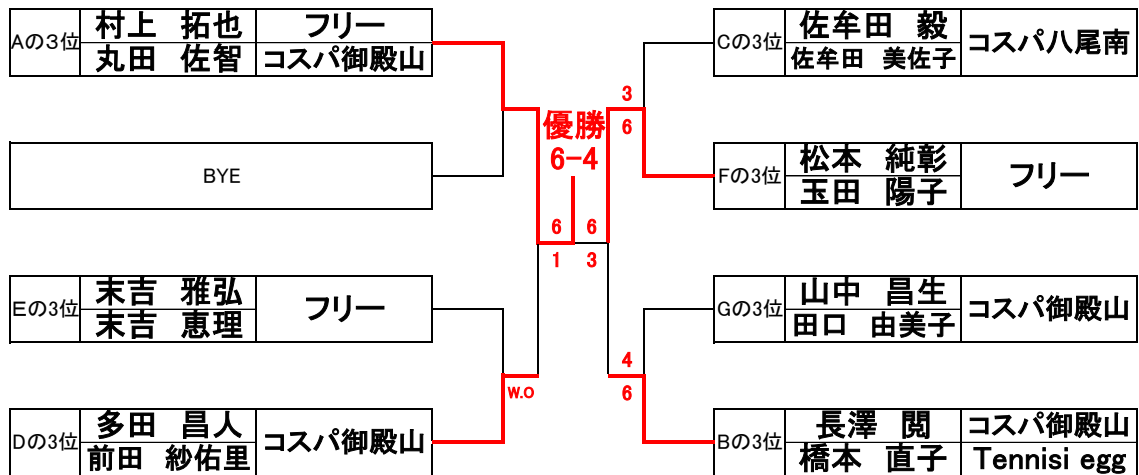 Aの3位 村上 拓也 フリー
丸田 佐智 コスパ御殿山
BYE
Eの3位 末吉 雅弘 フリー
末吉 恵理
Dの3位 多田 昌人 コスパ御殿山
前田 紗佑里
W.O
優勝
6-4
6 6
1 3
3
6
4
6
Cの3位 佐牟田 毅 コスパ八尾南
佐牟田 美佐子
Fの3位 松本 純彰 フリー
玉田 陽子
Gの3位 山中 昌生 コスパ御殿山
田口 由美子
Bの3位 長澤 閲 コスパ御殿山
橋本 直子 Tennisi egg